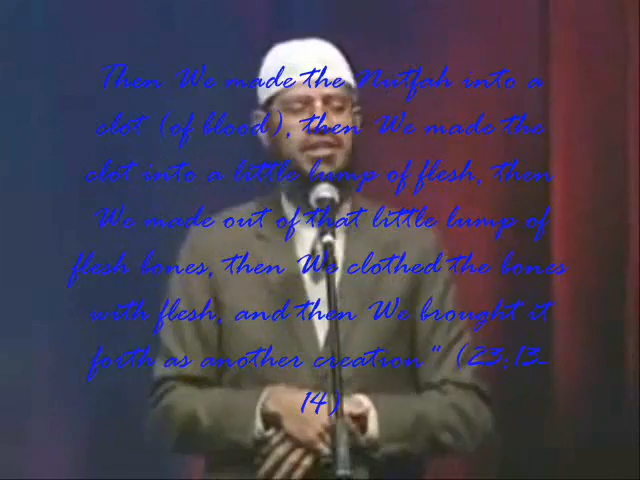 Then We made the Nutfah into a
clot (of blood), then We made the
clot into a little lump of flesh, then
We made out of that little lump of
flesh bones, then We clothed the bones
with flesh, and then We brought it
forth as another creation" (23:13-
14)